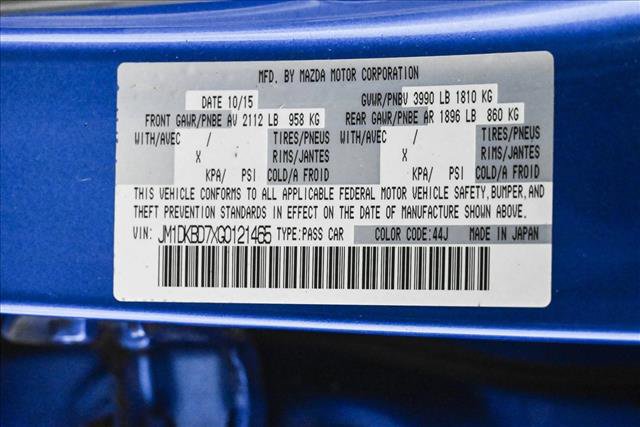 MFD. BY MAZDA MOTOR CORPORATION
DATE 10/15 GVWR/PNBV 3990 LB 1810 KG
FRONT GAWR/PNBE AV 2112 LB 958 KG REAR GAWR/PNBE AR 1896 LB 860 KG
WITH/AVEC / TIRES/PNEUS WITH/AVEC / TIRES/PNEUS
X RIMS/JANTES X RIMS/JANTES
KPA/ PSI COLD/A FROID KPA/ PSI COLD/A FROID
THIS VEHICLE CONFORMS TO ALL APPLICABLE FEDERAL MOTOR VEHICLE SAFETY,BUMPER,AND
THEFT PREVENTION STANDARDS IN EFFECT ON THE DATE OF MANUFACTURE SHOWN ABOVE.
VIN: JM1DKBD7XG0121465 TYPE:PASS CAR COLOR CODE:44J MADE IN JAPAN